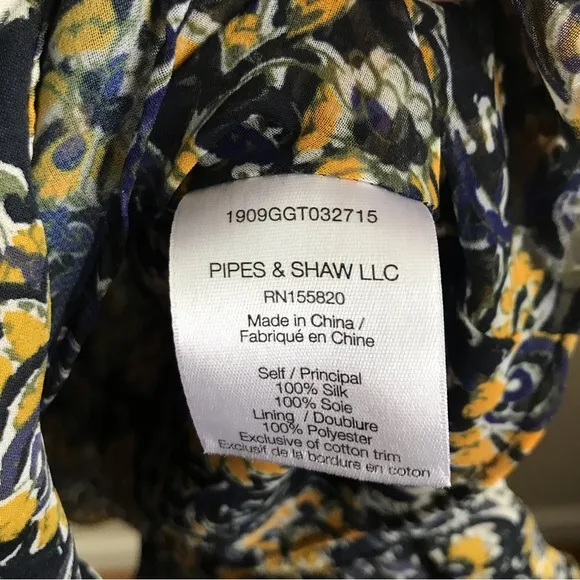 1909GGT032715
PIPES & SHAW LLC
RN155820
Made in China /
Fabriqué en Chine
Self / Principal
100% Silk
100% Soie
Lining / Doublure
100% Polyester
Exclusive of cotton trim
Exclusif de la bordure en coton